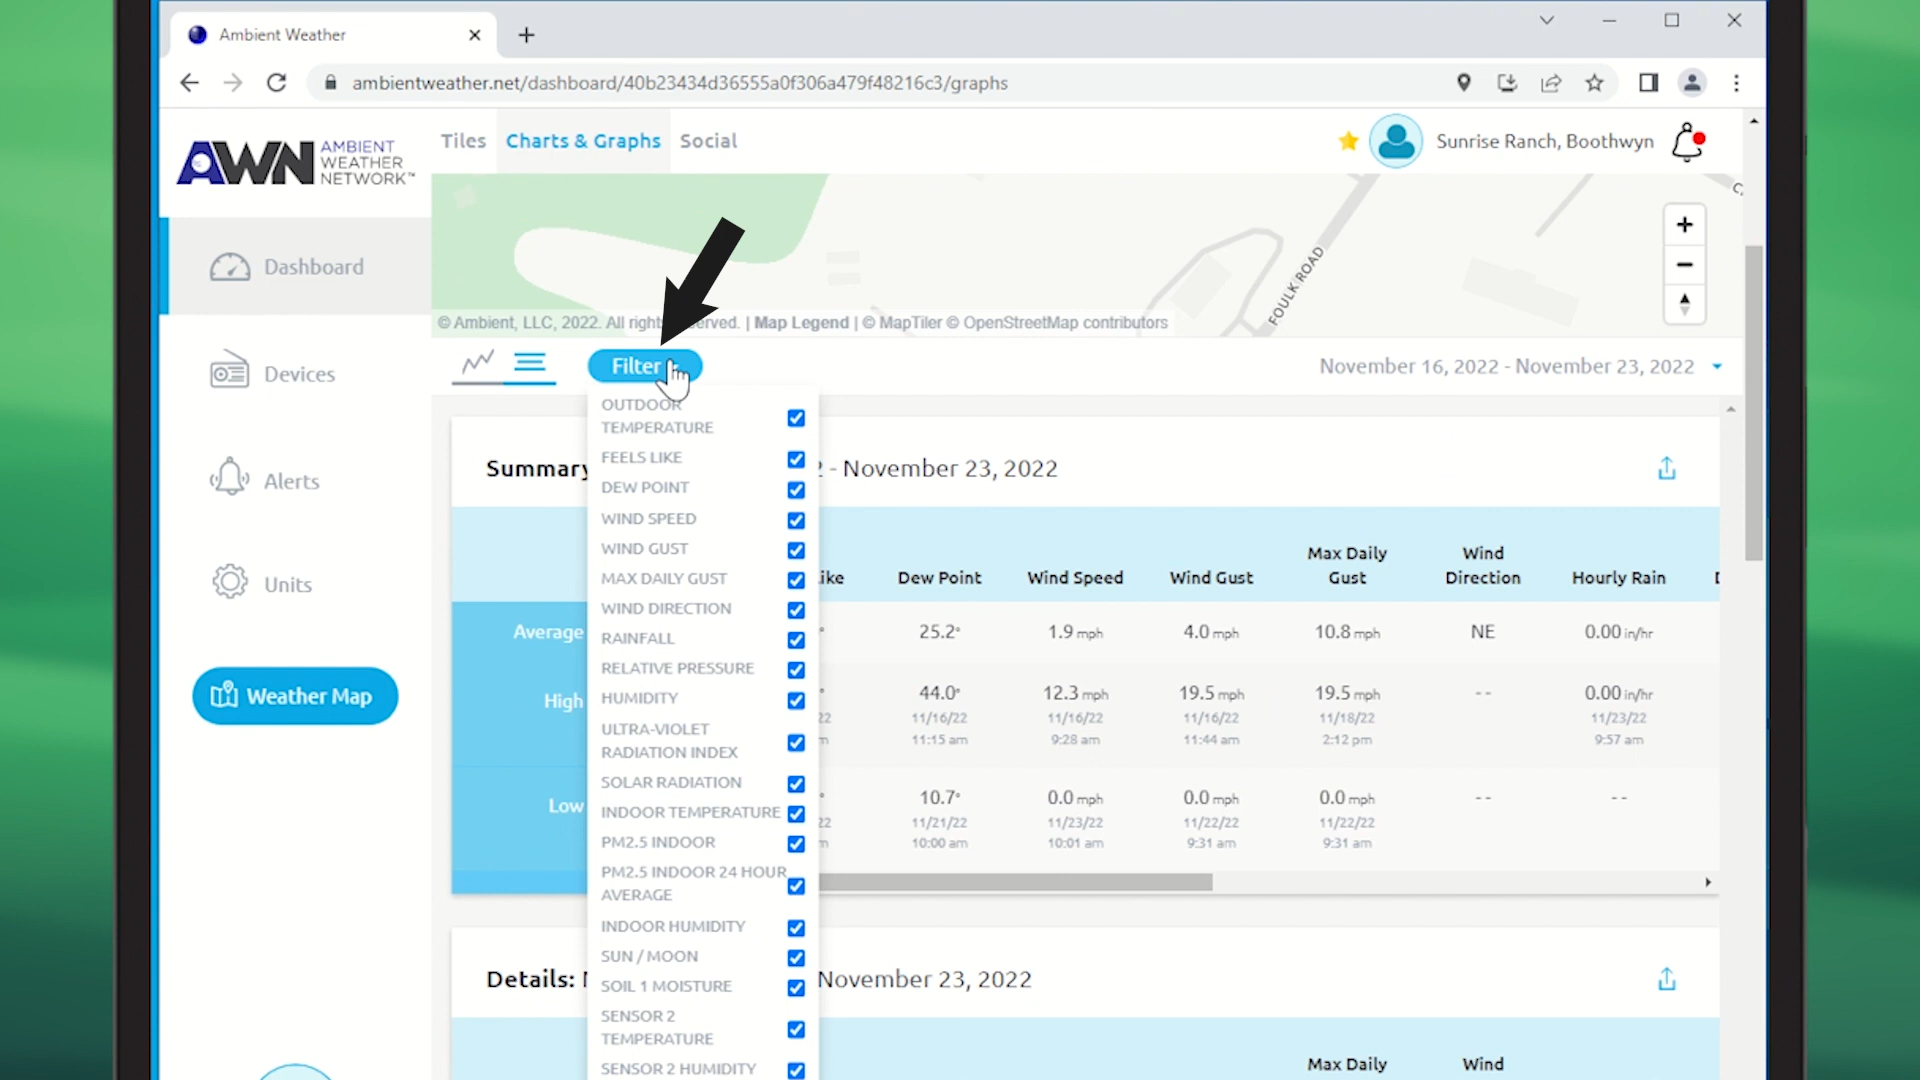 Ambient Weather
ambientweather.net/dashboard/40b23434d36555a0f306a479f48216c3/graphs
AWN AMBIENT
WEATHER
NETWORK™
Tiles
Charts & Graphs
Social
Sunrise Ranch, Boothwyn
Dashboard
Devices
Alerts
Units
Weather Map
FOULK ROAD
© Ambient, LLC, 2022. All rights reserved. | Map Legend | © MapTiler © OpenStreetMap contributors
Filter
November 16, 2022 - November 23, 2022
OUTDOOR
TEMPERATURE
FEELS LIKE
DEW POINT
WIND SPEED
WIND GUST
MAX DAILY GUST
WIND DIRECTION
RAINFALL
RELATIVE PRESSURE
HUMIDITY
ULTRA-VIOLET
RADIATION INDEX
SOLAR RADIATION
INDOOR TEMPERATURE
PM2.5 INDOOR
PM2.5 INDOOR 24 HOUR
AVERAGE
INDOOR HUMIDITY
SUN / MOON
SOIL 1 MOISTURE
SENSOR 2
TEMPERATURE
SENSOR 2 HUMIDITY
Summary - November 23, 2022
Dew Point
Wind Speed
Wind Gust
Max Daily
Gust
Wind
Direction
Hourly Rain
Average
25.2°
1.9 mph
4.0 mph
10.8 mph
NE
0.00 in/hr
High
44.0°
11/16/22
11:15 am
12.3 mph
11/16/22
9:28 am
19.5 mph
11/16/22
11:44 am
19.5 mph
11/18/22
2:12 pm
- -
0.00 in/hr
11/23/22
9:57 am
Low
10.7°
11/21/22
10:00 am
0.0 mph
11/23/22
10:01 am
0.0 mph
11/22/22
9:31 am
0.0 mph
11/22/22
9:31 am
- -
- -
Details: November 23, 2022
Max Daily
Wind